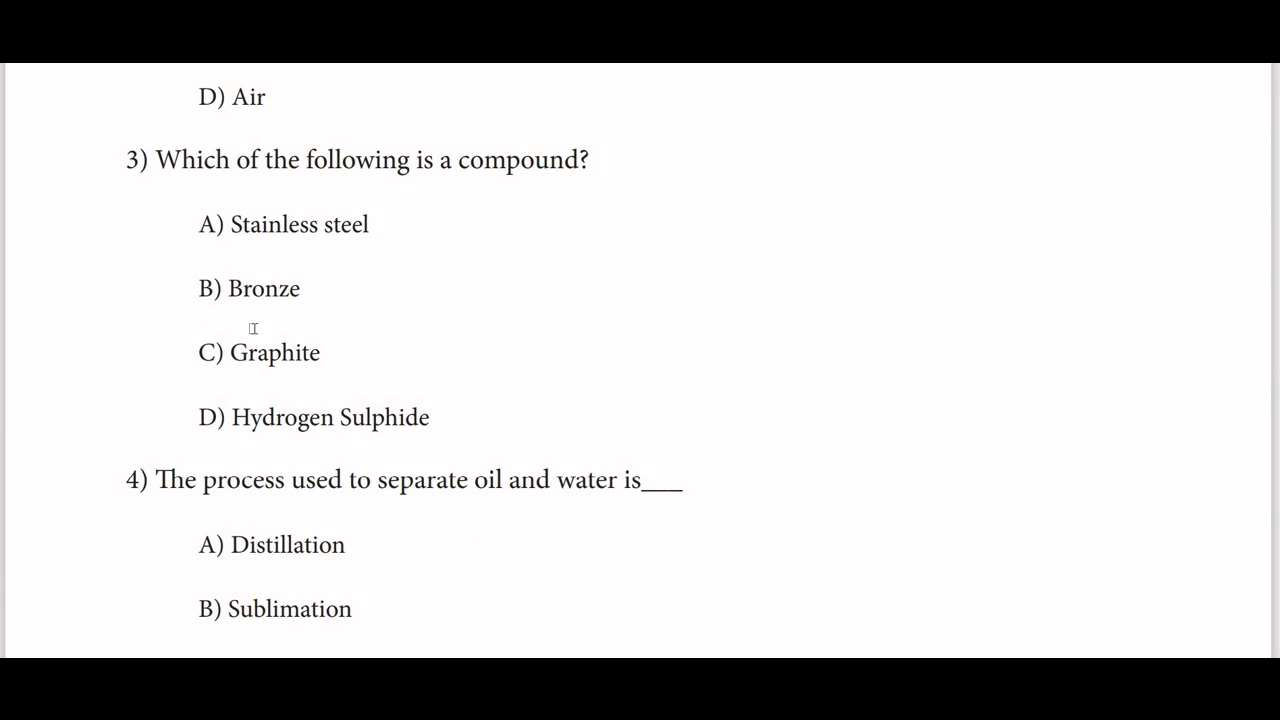 D) Air
3) Which of the following is a compound?
A) Stainless steel
B) Bronze
C) Graphite
D) Hydrogen Sulphide
4) The process used to separate oil and water is___
A) Distillation
B) Sublimation